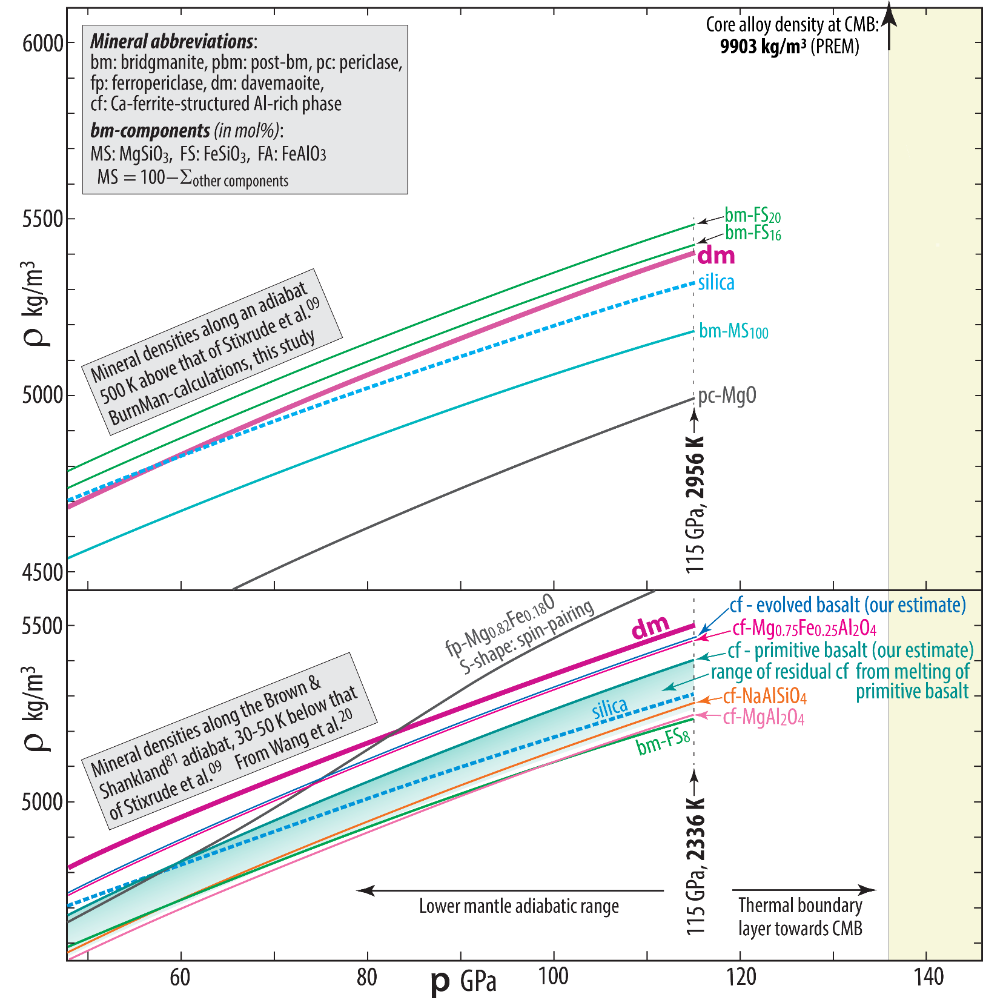 Core alloy density at CMB:
9903 kg/m³ (PREM)
6000
Mineral abbreviations:
bm: bridgmanite, pbm: post-bm, pc: periclase,
fp: ferropericlase, dm: davemaoite,
cf: Ca-ferrite-structured Al-rich phase
bm-components (in mol%):
MS: MgSiO₃, FS: FeSiO₃, FA: FeAlO₃
MS = 100−Σother components
5500
bm-FS₂₀
bm-FS₁₆
dm
silica
bm-MS₁₀₀
pc-MgO
ρ kg/m³
Mineral densities along an adiabat
500 K above that of Stixrude et al.⁰⁹
BurnMan-calculations, this study
5000
115 GPa, 2956 K
4500
fp-Mg₀.₈₂Fe₀.₁₈O
S-shape: spin-pairing
dm
cf - evolved basalt (our estimate)
cf-Mg₀.₇₅Fe₀.₂₅Al₂O₄
cf - primitive basalt (our estimate)
range of residual cf from melting of
primitive basalt
cf-NaAlSiO₄
cf-MgAl₂O₄
silica
bm-FS₈
5500
ρ kg/m³
Mineral densities along the Brown &
Shankland⁸¹ adiabat, 30-50 K below that
of Stixrude et al.⁰⁹ From Wang et al.²⁰
5000
115 GPa, 2336 K
Lower mantle adiabatic range
Thermal boundary
layer towards CMB
60
80
p GPa
100
120
140